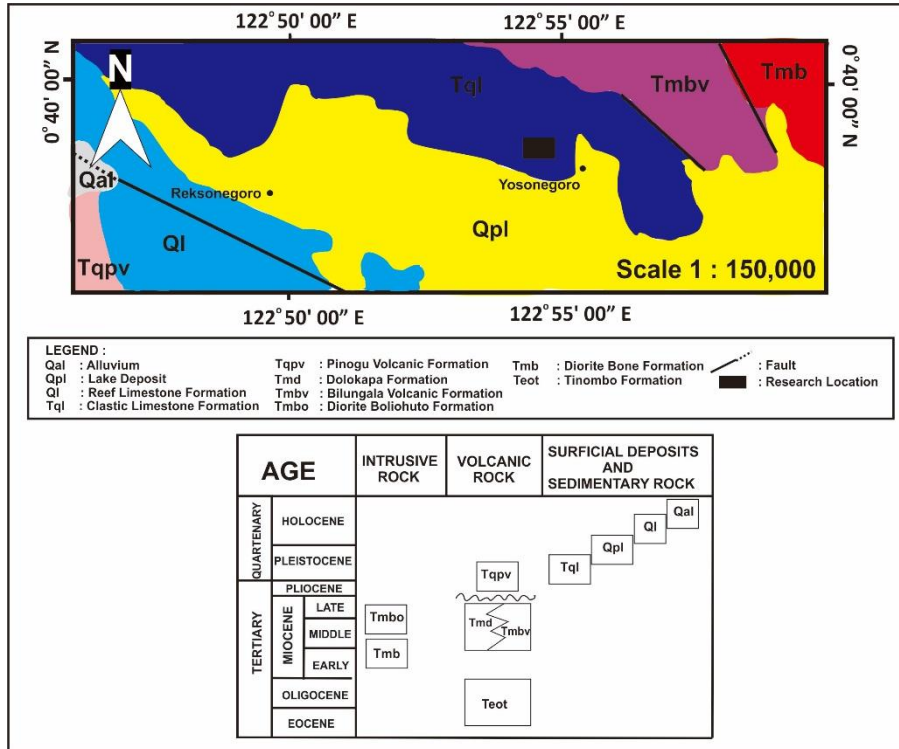 122° 50' 00” E 122° 55' 00” E
0° 40' 00” N
N
Tql
Tmbv
Tmb
0° 40' 00” N
Qal
Reksonegoro
Yosonegoro
Tqpv
Ql
Qpl
Scale 1 : 150,000
122° 50' 00” E 122° 55' 00” E
LEGEND :
Qal : Alluvium
Qpl : Lake Deposit
Ql : Reef Limestone Formation
Tql : Clastic Limestone Formation
Tqpv : Pinogu Volcanic Formation
Tmd : Dolokapa Formation
Tmbv : Bilungala Volcanic Formation
Tmbo : Diorite Boliohuto Formation
Tmb : Diorite Bone Formation
Teot : Tinombo Formation
: Fault
: Research Location
AGE
INTRUSIVE
ROCK
VOLCANIC
ROCK
SURFICIAL DEPOSITS
AND
SEDIMENTARY ROCK
QUARTENARY
HOLOCENE
PLEISTOCENE
TERTIARY
PLIOCENE
MIOCENE
LATE
MIDDLE
EARLY
OLIGOCENE
EOCENE
Tmbo
Tmb
Tqpv
Tmd
Tmbv
Teot
Tql
Qpl
Ql
Qal